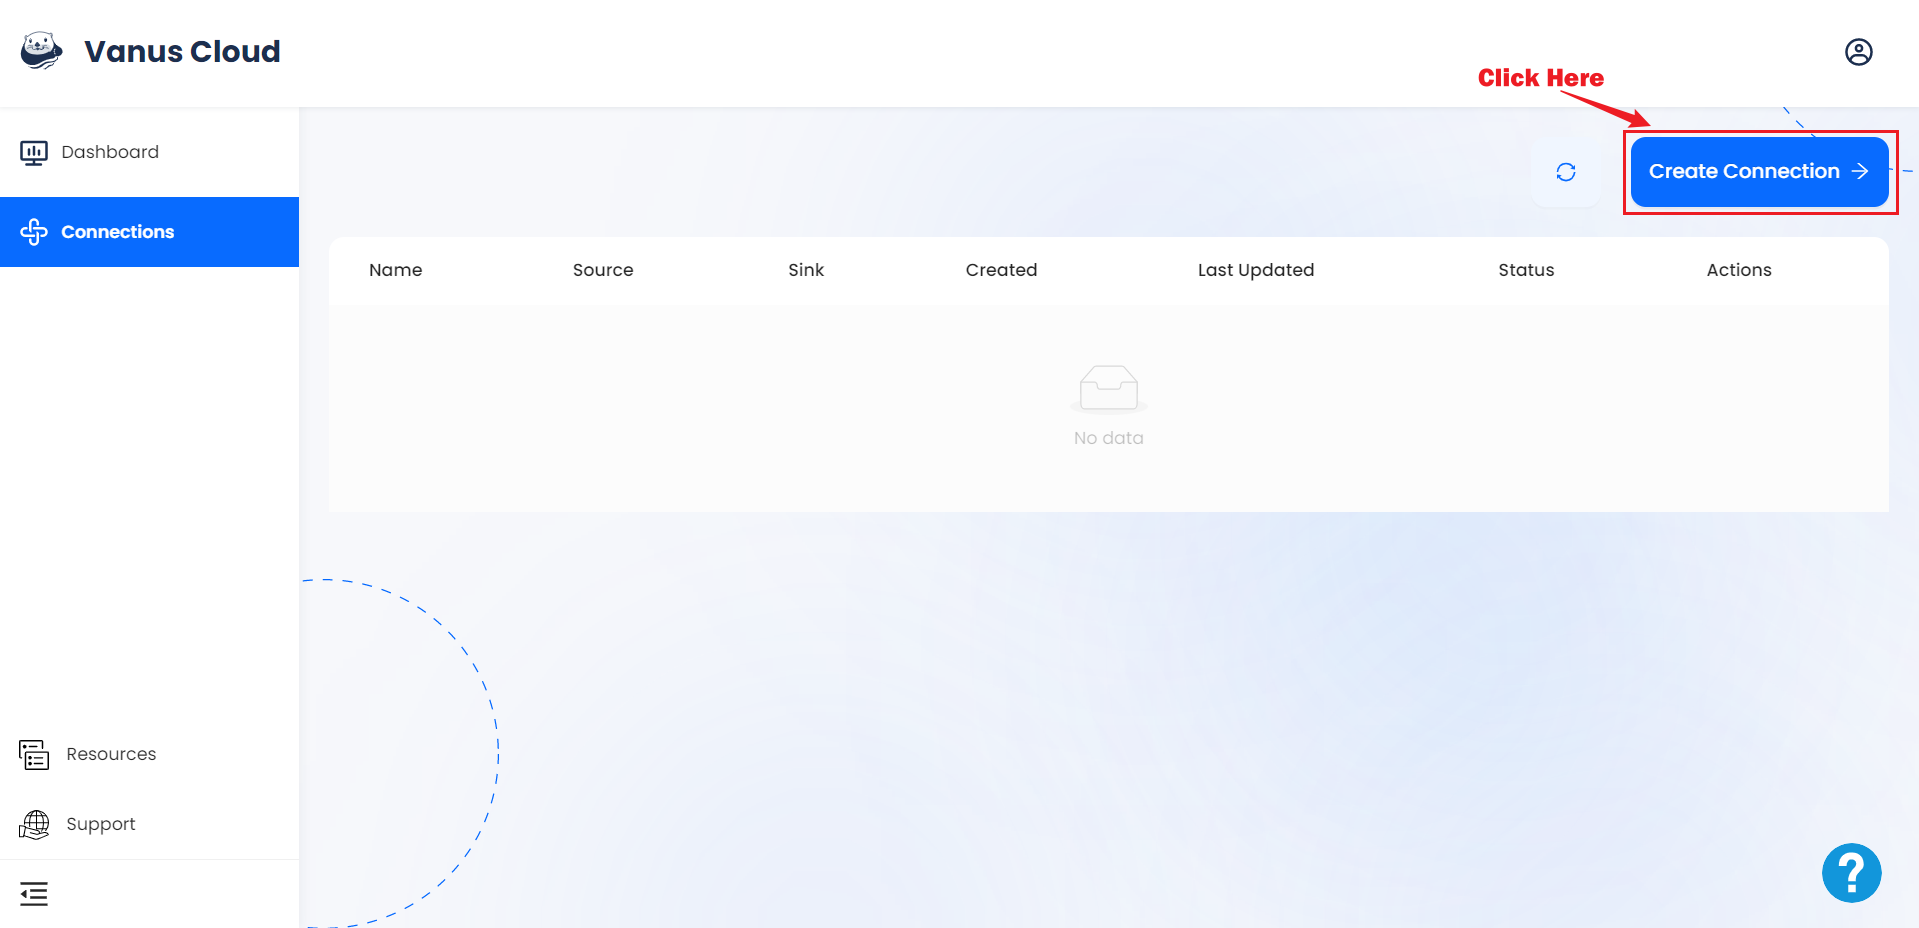 Vanus Cloud
Click Here
Dashboard
Create Connection
Connections
Name Source Sink Created Last Updated Status Actions
No data
Resources
Support
?